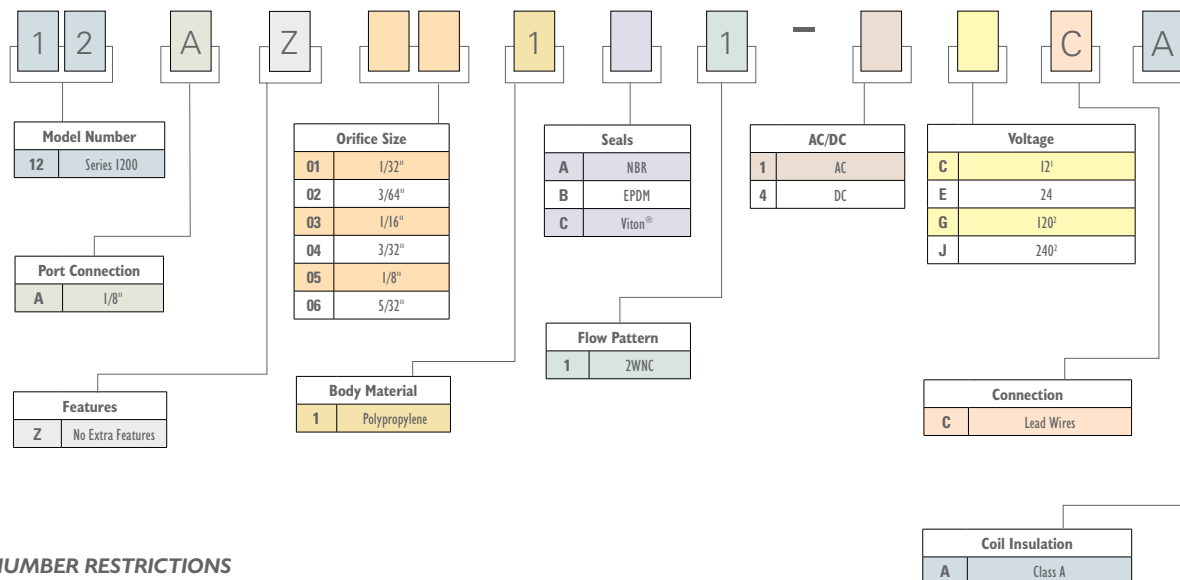 1 2 A Z 1 1 – C A
Model Number
12 Series 1200
Port Connection
A 1/8"
Features
Z No Extra Features
Orifice Size
01 1/32"
02 3/64"
03 1/16"
04 3/32"
05 1/8"
06 5/32"
Body Material
1 Polypropylene
Seals
A NBR
B EPDM
C Viton®
Flow Pattern
1 2WNC
AC/DC
1 AC
4 DC
Voltage
C 12¹
E 24
G 120²
J 240²
Connection
C Lead Wires
Coil Insulation
A Class A
NUMBER RESTRICTIONS